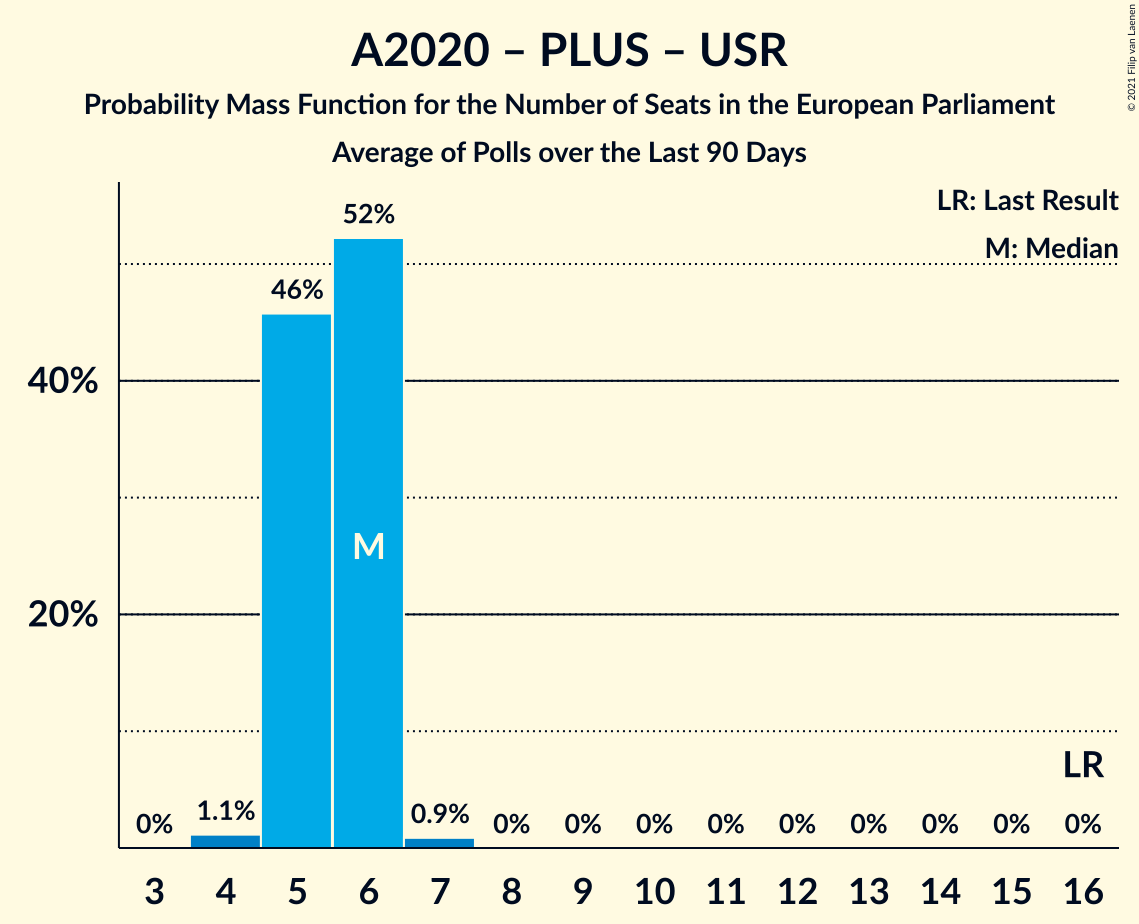 A2020 – PLUS – USR
Probability Mass Function for the Number of Seats in the European Parliament
Average of Polls over the Last 90 Days
© 2021 Filip van Laenen
LR: Last Result
M: Median
52%
46%
40%
M
20%
LR
0% 1.1% 0.9% 0% 0% 0% 0% 0% 0% 0% 0% 0%
3 4 5 6 7 8 9 10 11 12 13 14 15 16